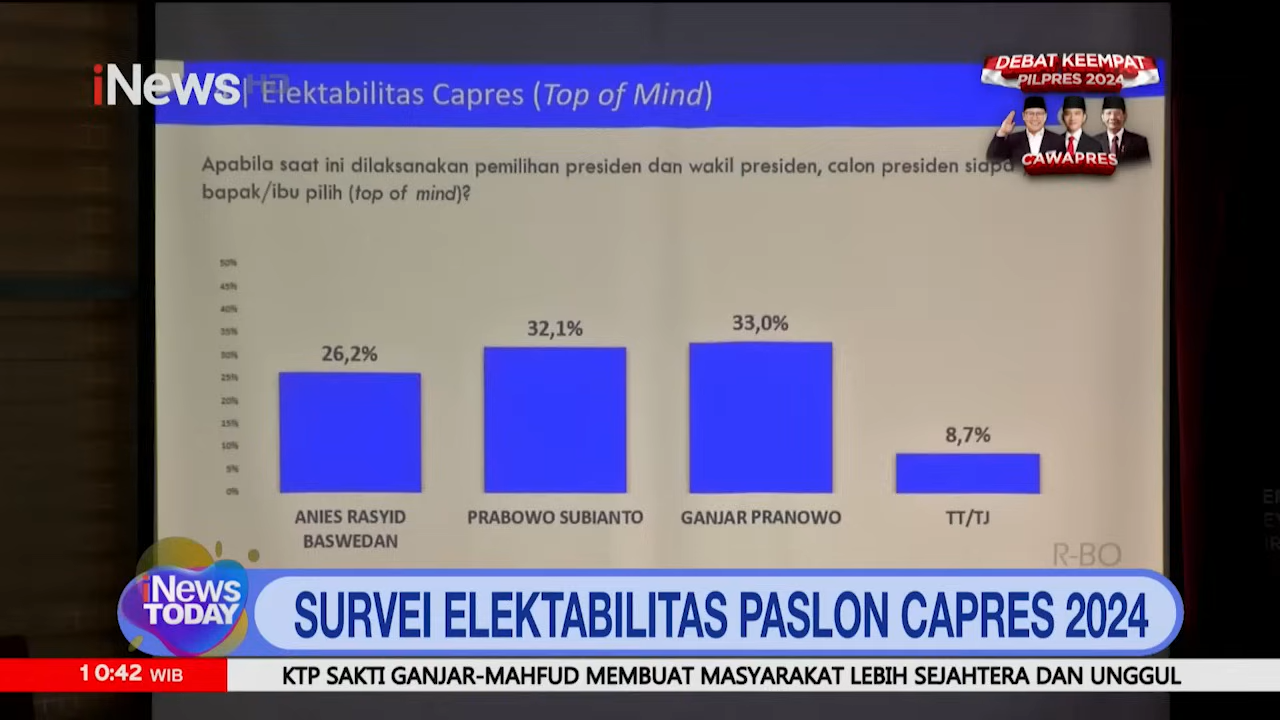 iNews
HD
| Elektabilitas Capres (Top of Mind)
DEBAT KEEMPAT
PILPRES 2024
CAWAPRES
Apabila saat ini dilaksanakan pemilihan presiden dan wakil presiden, calon presiden siapa
bapak/ibu pilih (top of mind)?
50%
45%
40%
35%
30%
25%
20%
15%
10%
5%
0%
26,2%
32,1%
33,0%
8,7%
ANIES RASYID
BASWEDAN
PRABOWO SUBIANTO
GANJAR PRANOWO
TT/TJ
R-BO
iNews
TODAY
SURVEI ELEKTABILITAS PASLON CAPRES 2024
10:42 WIB
KTP SAKTI GANJAR-MAHFUD MEMBUAT MASYARAKAT LEBIH SEJAHTERA DAN UNGGUL